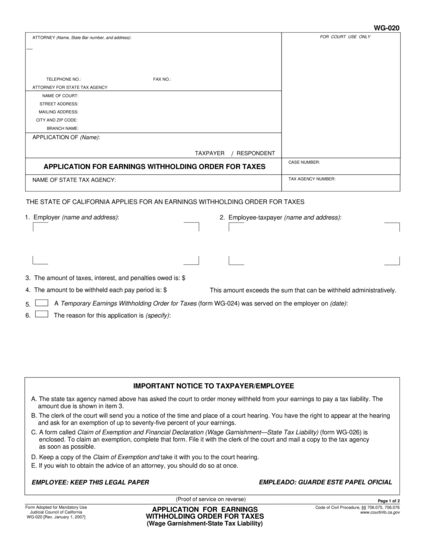 WG-020
ATTORNEY (Name, State Bar number, and address):
FOR COURT USE ONLY
TELEPHONE NO.: FAX NO.:
ATTORNEY FOR STATE TAX AGENCY
NAME OF COURT:
STREET ADDRESS:
MAILING ADDRESS:
CITY AND ZIP CODE:
BRANCH NAME:
APPLICATION OF (Name):
TAXPAYER / RESPONDENT
APPLICATION FOR EARNINGS WITHHOLDING ORDER FOR TAXES
CASE NUMBER:
NAME OF STATE TAX AGENCY:
TAX AGENCY NUMBER:
THE STATE OF CALIFORNIA APPLIES FOR AN EARNINGS WITHHOLDING ORDER FOR TAXES
1. Employer (name and address): 2. Employee-taxpayer (name and address):
3. The amount of taxes, interest, and penalties owed is: $
4. The amount to be withheld each pay period is: $ This amount exceeds the sum that can be withheld administratively.
5. A Temporary Earnings Withholding Order for Taxes (form WG-024) was served on the employer on (date):
6. The reason for this application is (specify):
IMPORTANT NOTICE TO TAXPAYER/EMPLOYEE
A. The state tax agency named above has asked the court to order money withheld from your earnings to pay a tax liability. The
amount due is shown in item 3.
B. The clerk of the court will send you a notice of the time and place of a court hearing. You have the right to appear at the hearing
and ask for an exemption of up to seventy-five percent of your earnings.
C. A form called Claim of Exemption and Financial Declaration (Wage Garnishment—State Tax Liability) (form WG-026) is
enclosed. To claim an exemption, complete that form. File it with the clerk of the court and mail a copy to the tax agency
as soon as possible.
D. Keep a copy of the Claim of Exemption and take it with you to the court hearing.
E. If you wish to obtain the advice of an attorney, you should do so at once.
EMPLOYEE: KEEP THIS LEGAL PAPER EMPLEADO: GUARDE ESTE PAPEL OFICIAL
(Proof of service on reverse)
Page 1 of 2
Form Adopted for Mandatory Use
Judicial Council of California
WG-020 [Rev. January 1, 2007]
APPLICATION FOR EARNINGS
WITHHOLDING ORDER FOR TAXES
(Wage Garnishment-State Tax Liability)
Code of Civil Procedure, §§ 706.075, 706.076
www.courtinfo.ca.gov